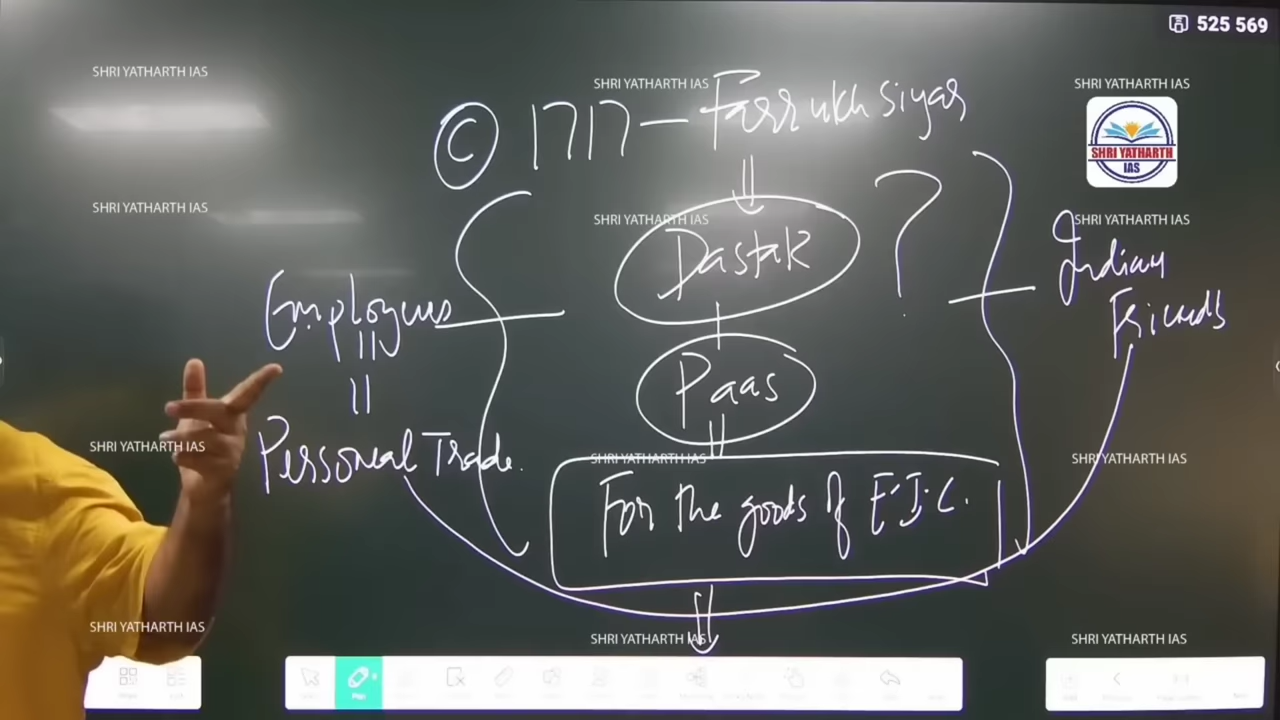 525 569
SHRI YATHARTH IAS
SHRI YATHARTH IAS
SHRI YATHARTH IAS
SHRI YATHARTH
IAS
(C) 1717 — Farrukh Siyar
SHRI YATHARTH IAS
SHRI YATHARTH IAS
SHRI YATHARTH IAS
Dastak ?
Indian
Friends
Employees
Paas
Personal Trade.
SHRI YATHARTH IAS
SHRI YATHARTH IAS
SHRI YATHARTH IAS
For the goods of E.I.C.
SHRI YATHARTH IAS
SHRI YATHARTH IAS
SHRI YATHARTH IAS